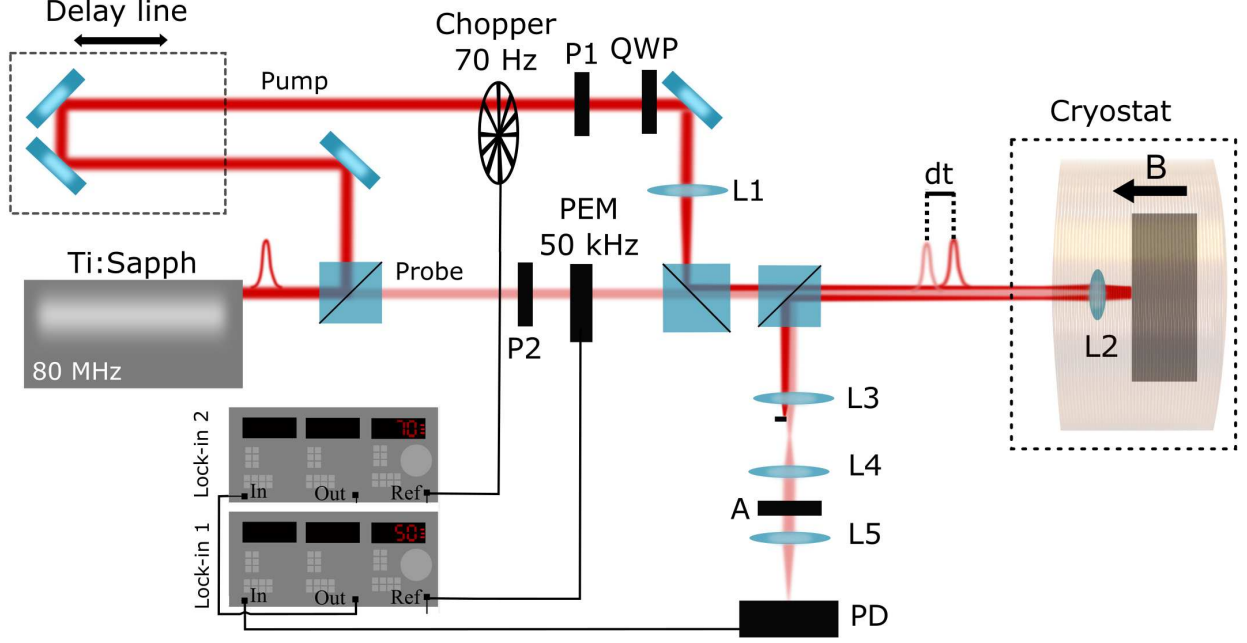 Delay line
Pump
Chopper
70 Hz
P1
QWP
L1
Cryostat
B
dt
L2
Ti:Sapph
80 MHz
Probe
P2
PEM
50 kHz
L3
L4
A
L5
PD
Lock-in 2
70
In
Out
Ref
Lock-in 1
50
In
Out
Ref